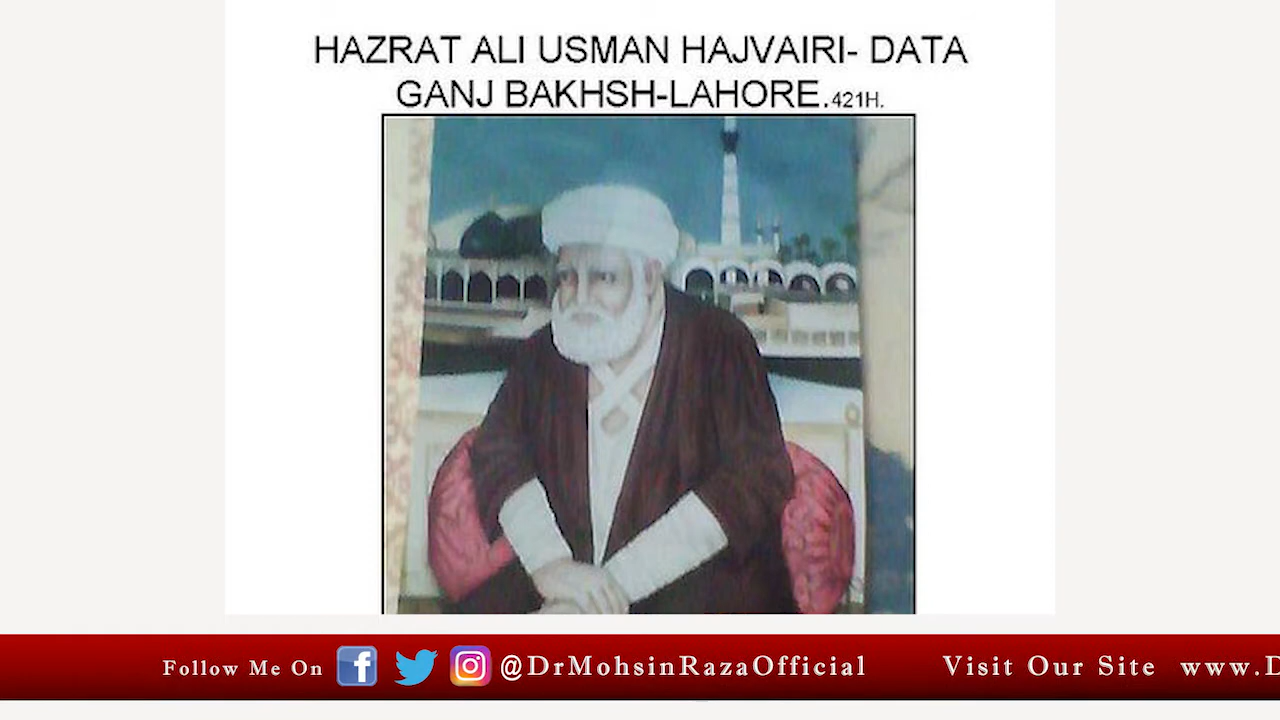 HAZRAT ALI USMAN HAJVAIRI- DATA
GANJ BAKHSH-LAHORE.421H.
Follow Me On @DrMohsinRazaOfficial Visit Our Site